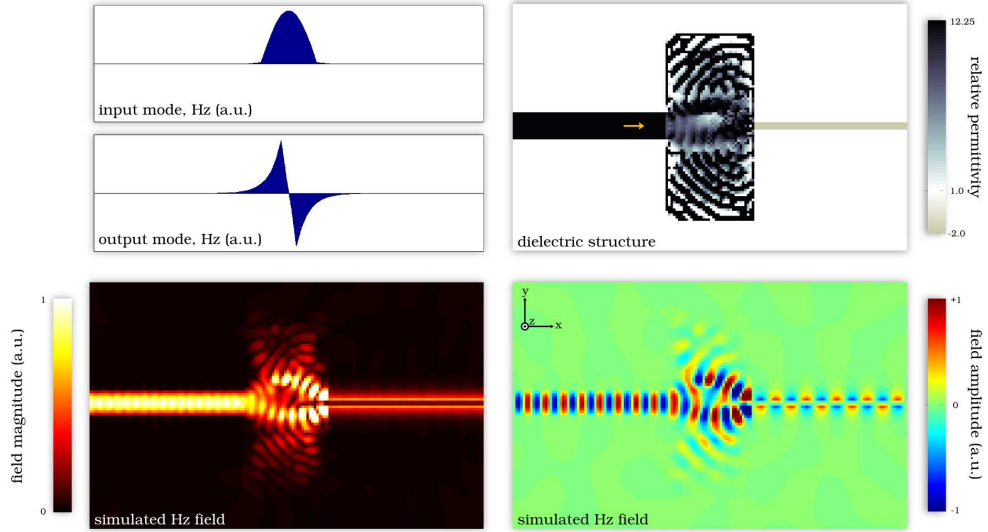 input mode, Hz (a.u.)
output mode, Hz (a.u.)
dielectric structure
12.25
1.0
-2.0
relative permittivity
1
0
field magnitude (a.u.)
simulated Hz field
y
z
x
simulated Hz field
+1
0
-1
field amplitude (a.u.)